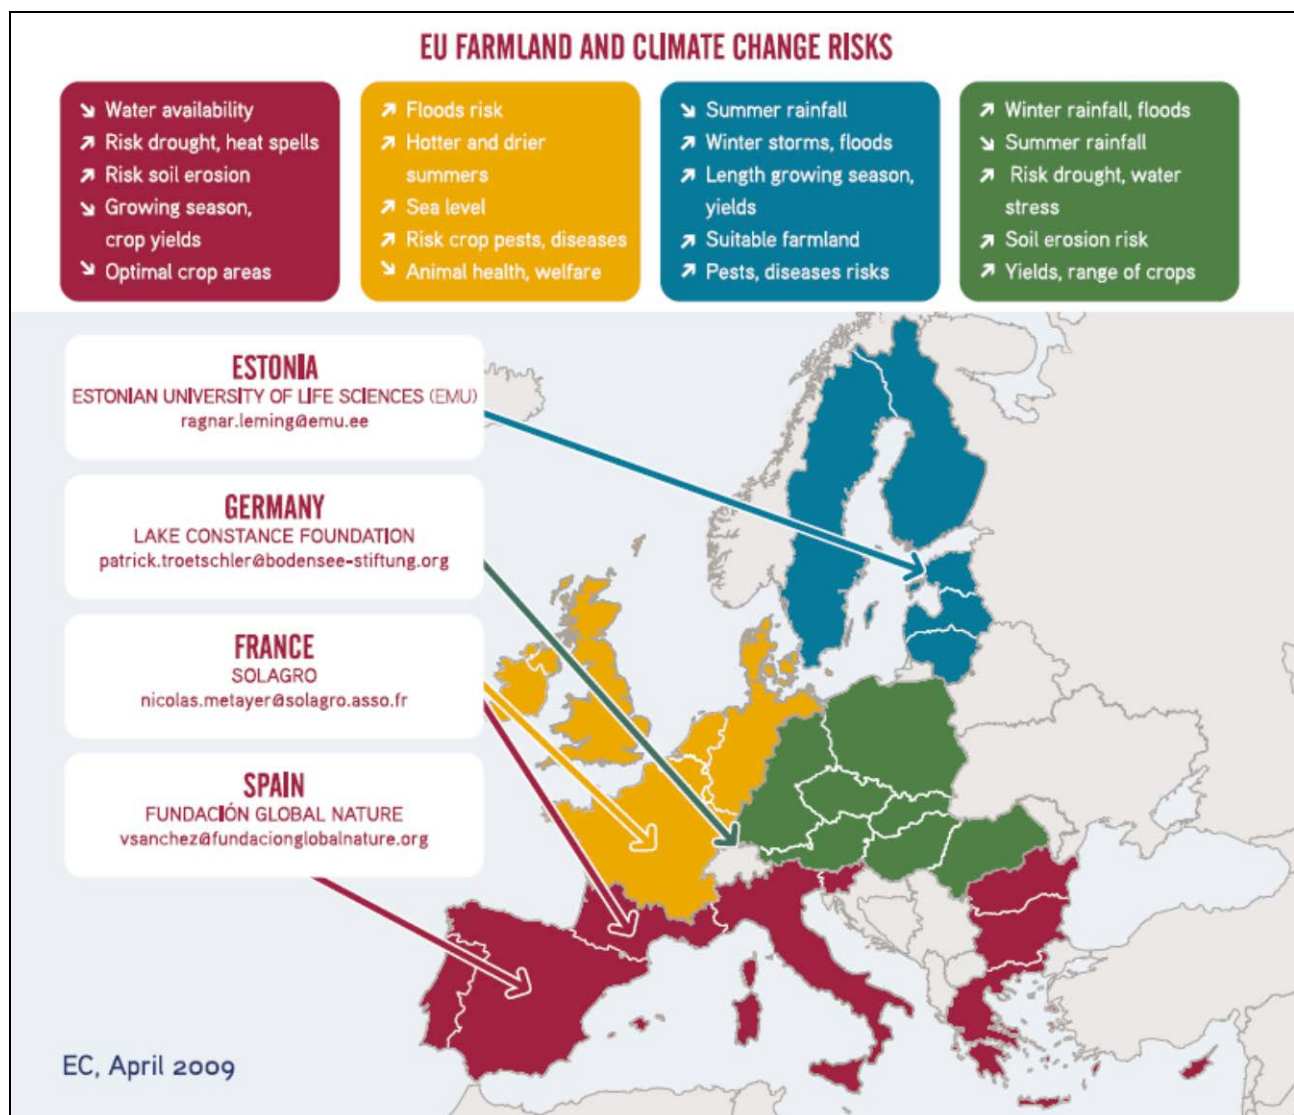 EU FARMLAND AND CLIMATE CHANGE RISKS
↘ Water availability
↗ Risk drought, heat spells
↗ Risk soil erosion
↘ Growing season,
crop yields
↘ Optimal crop areas
↗ Floods risk
↗ Hotter and drier
summers
↗ Sea level
↗ Risk crop pests, diseases
↘ Animal health, welfare
↘ Summer rainfall
↗ Winter storms, floods
↗ Length growing season,
yields
↗ Suitable farmland
↗ Pests, diseases risks
↗ Winter rainfall, floods
↘ Summer rainfall
↗ Risk drought, water
stress
↗ Soil erosion risk
↗ Yields, range of crops
ESTONIA
ESTONIAN UNIVERSITY OF LIFE SCIENCES (EMU)
ragnar.leming@emu.ee
GERMANY
LAKE CONSTANCE FOUNDATION
patrick.troetschler@bodensee-stiftung.org
FRANCE
SOLAGRO
nicolas.metayer@solagro.asso.fr
SPAIN
FUNDACIÓN GLOBAL NATURE
vsanchez@fundacionglobalnature.org
EC, April 2009